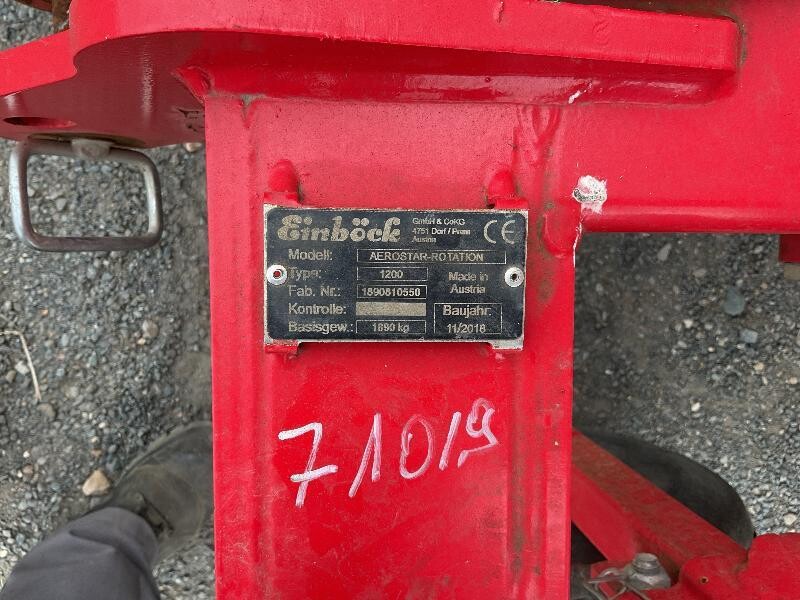 Einböck GmbH & CoKG
4751 Dorf / Pram
Austria
CE
Modell: AEROSTAR-ROTATION
Type: 1200
Made in Austria
Fab. Nr.: 1890810550
Kontrolle:
Baujahr:
Basisgew.: 1890 kg
11/2018
71019